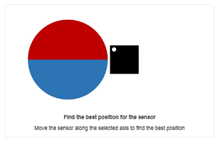 Find the best position for the sensor
Move the sensor along the selected axis to find the best position